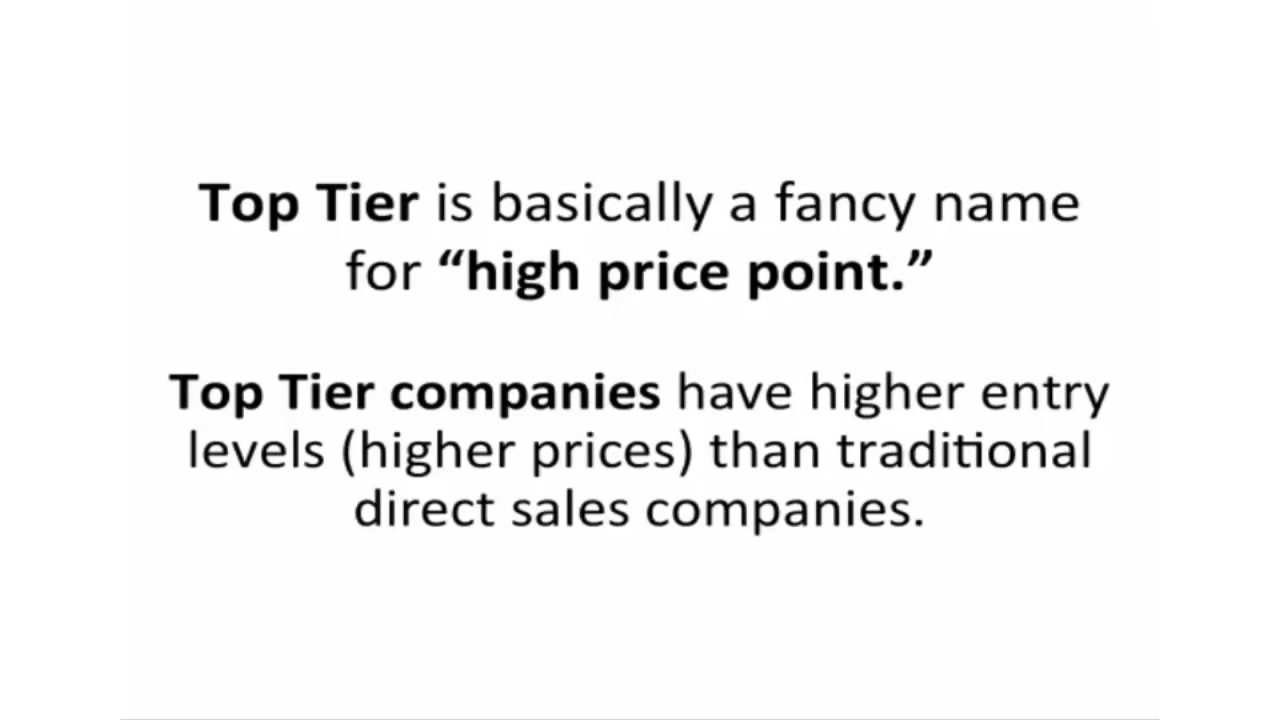 Top Tier is basically a fancy name
for “high price point.”
Top Tier companies have higher entry
levels (higher prices) than traditional
direct sales companies.